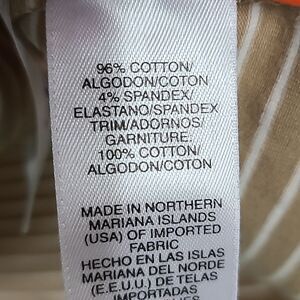 96% COTTON/
ALGODON/COTON
4% SPANDEX/
ELASTANO/SPANDEX
TRIM/ADORNOS/
GARNITURE.
100% COTTON/
ALGODON/COTON
MADE IN NORTHERN
MARIANA ISLANDS
(USA) OF IMPORTED
FABRIC
HECHO EN LAS ISLAS
MARIANA DEL NORDE
(E.E.U.U.) DE TELAS
IMPORTADAS